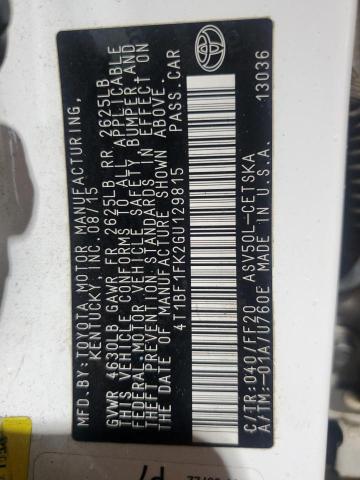 MFD.BY: TOYOTA MOTOR MANUFACTURING,
KENTUCKY, INC. 08/15
GVWR 4630LB GAWR FR 2625LB RR 2625LB
THIS VEHICLE CONFORMS TO ALL APPLICABLE
FEDERAL MOTOR VEHICLE SAFETY, BUMPER AND
THEFT PREVENTION STANDARDS IN EFFECT ON
THE DATE OF MANUFACTURE SHOWN ABOVE.
4T1BF1FK2GU129815 PASS.CAR
C/TR:040/FF20 ASV50L-CETSKA
A/TM:-01A/U760E MADE IN U.S.A. 13036